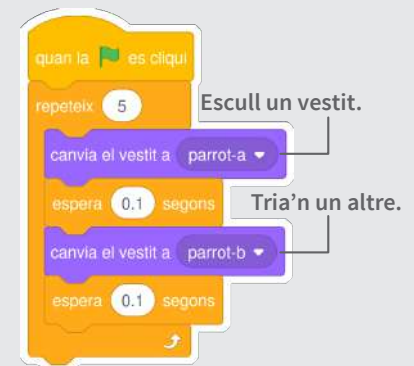 quan la es cliqui
repeteix 5
Escull un vestit.
canvia el vestit a parrot-a
espera 0.1 segons
Tria'n un altre.
canvia el vestit a parrot-b
espera 0.1 segons